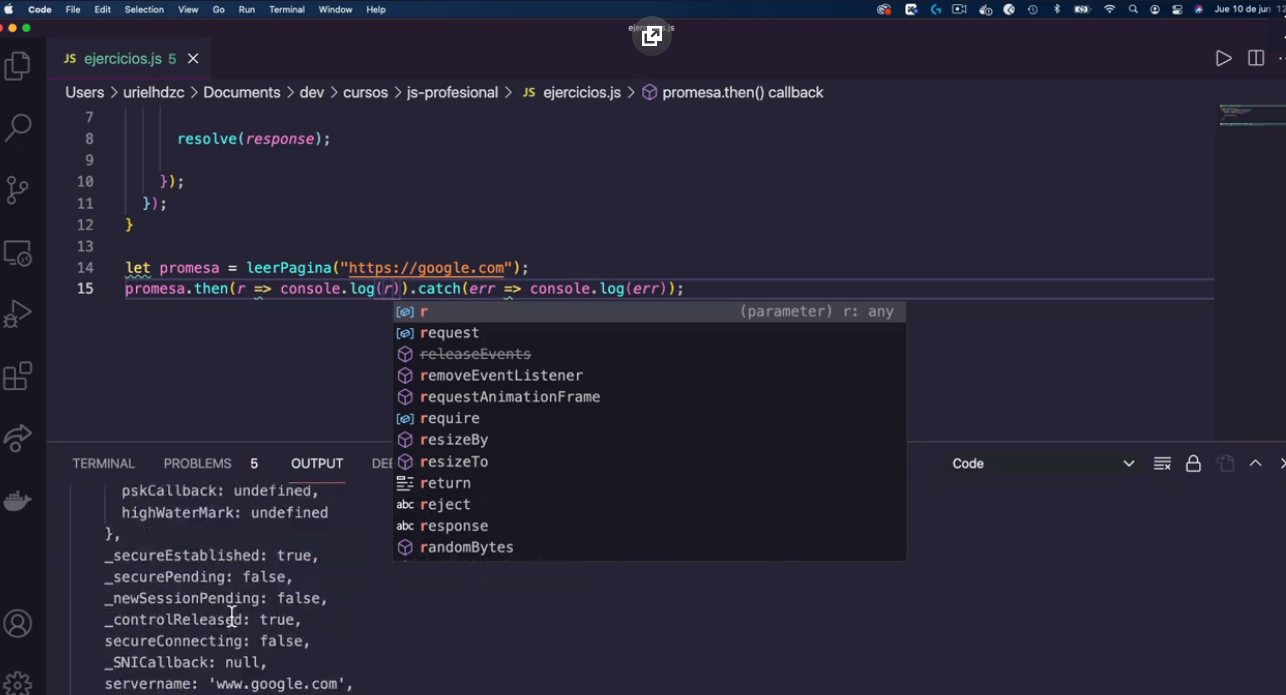 Code File Edit Selection View Go Run Terminal Window Help Jue 10 de jun 12
JS ejercicios.js 5
Users > urielhdzc > Documents > dev > cursos > js-profesional > JS ejercicios.js > promesa.then() callback
7
8 resolve(response);
9
10 });
11 });
12 }
13
14 let promesa = leerPagina("https://google.com");
15 promesa.then(r => console.log(r)).catch(err => console.log(err));
r (parameter) r: any
request
releaseEvents
removeEventListener
requestAnimationFrame
require
resizeBy
resizeTo
return
abc reject
abc response
randomBytes
TERMINAL PROBLEMS 5 OUTPUT DEB Code
pskCallback: undefined,
highWaterMark: undefined
},
_secureEstablished: true,
_securePending: false,
_newSessionPending: false,
_controlReleased: true,
secureConnecting: false,
_SNICallback: null,
servername: 'www.google.com',